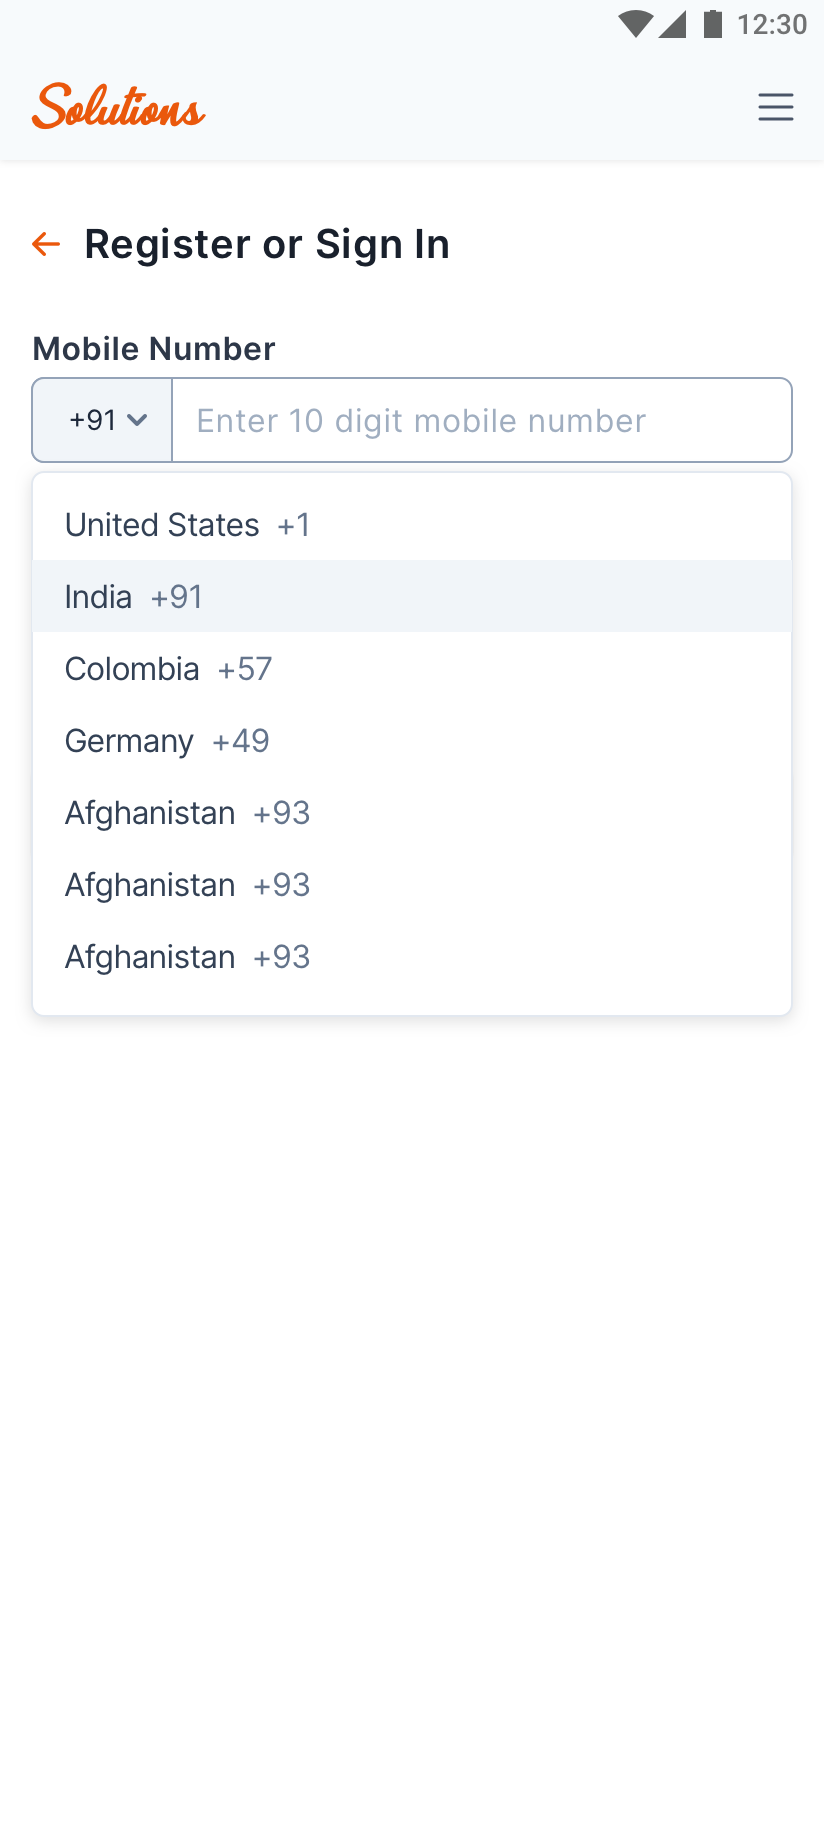 12:30
Solutions
Register or Sign In
Mobile Number
+91 Enter 10 digit mobile number
United States +1
India +91
Colombia +57
Germany +49
Afghanistan +93
Afghanistan +93
Afghanistan +93